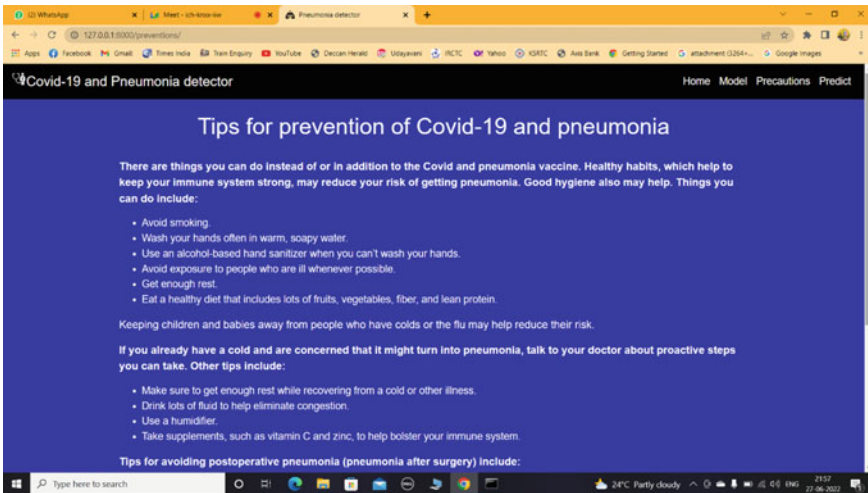 (2) WhatsApp
Meet - ich-knsx-iiw
Pneumonia detector
127.0.0.1:8000/preventions/
Apps Facebook Gmail Times India Train Enquiry YouTube Deccan Herald Udayavani IRCTC Yahoo KSRTC Axis Bank Getting Started attachment (3264×... Google Images
Covid-19 and Pneumonia detector
Home Model Precautions Predict
Tips for prevention of Covid-19 and pneumonia
There are things you can do instead of or in addition to the Covid and pneumonia vaccine. Healthy habits, which help to
keep your immune system strong, may reduce your risk of getting pneumonia. Good hygiene also may help. Things you
can do include:
• Avoid smoking.
• Wash your hands often in warm, soapy water.
• Use an alcohol-based hand sanitizer when you can't wash your hands.
• Avoid exposure to people who are ill whenever possible.
• Get enough rest.
• Eat a healthy diet that includes lots of fruits, vegetables, fiber, and lean protein.
Keeping children and babies away from people who have colds or the flu may help reduce their risk.
If you already have a cold and are concerned that it might turn into pneumonia, talk to your doctor about proactive steps
you can take. Other tips include:
• Make sure to get enough rest while recovering from a cold or other illness.
• Drink lots of fluid to help eliminate congestion.
• Use a humidifier.
• Take supplements, such as vitamin C and zinc, to help bolster your immune system.
Tips for avoiding postoperative pneumonia (pneumonia after surgery) include:
Type here to search
24°C Partly cloudy
ENG
21:57
27-06-2022